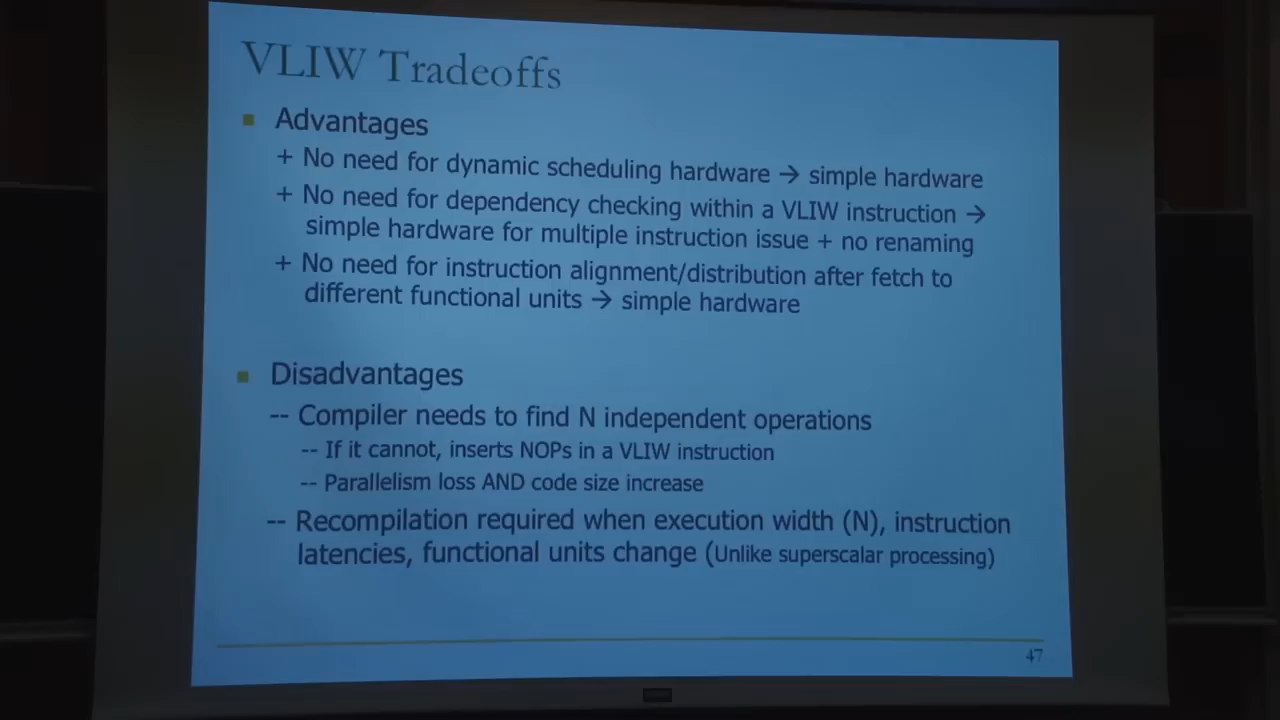 VLIW Tradeoffs
■ Advantages
+ No need for dynamic scheduling hardware → simple hardware
+ No need for dependency checking within a VLIW instruction →
simple hardware for multiple instruction issue + no renaming
+ No need for instruction alignment/distribution after fetch to
different functional units → simple hardware
■ Disadvantages
-- Compiler needs to find N independent operations
-- If it cannot, inserts NOPs in a VLIW instruction
-- Parallelism loss AND code size increase
-- Recompilation required when execution width (N), instruction
latencies, functional units change (Unlike superscalar processing)
47